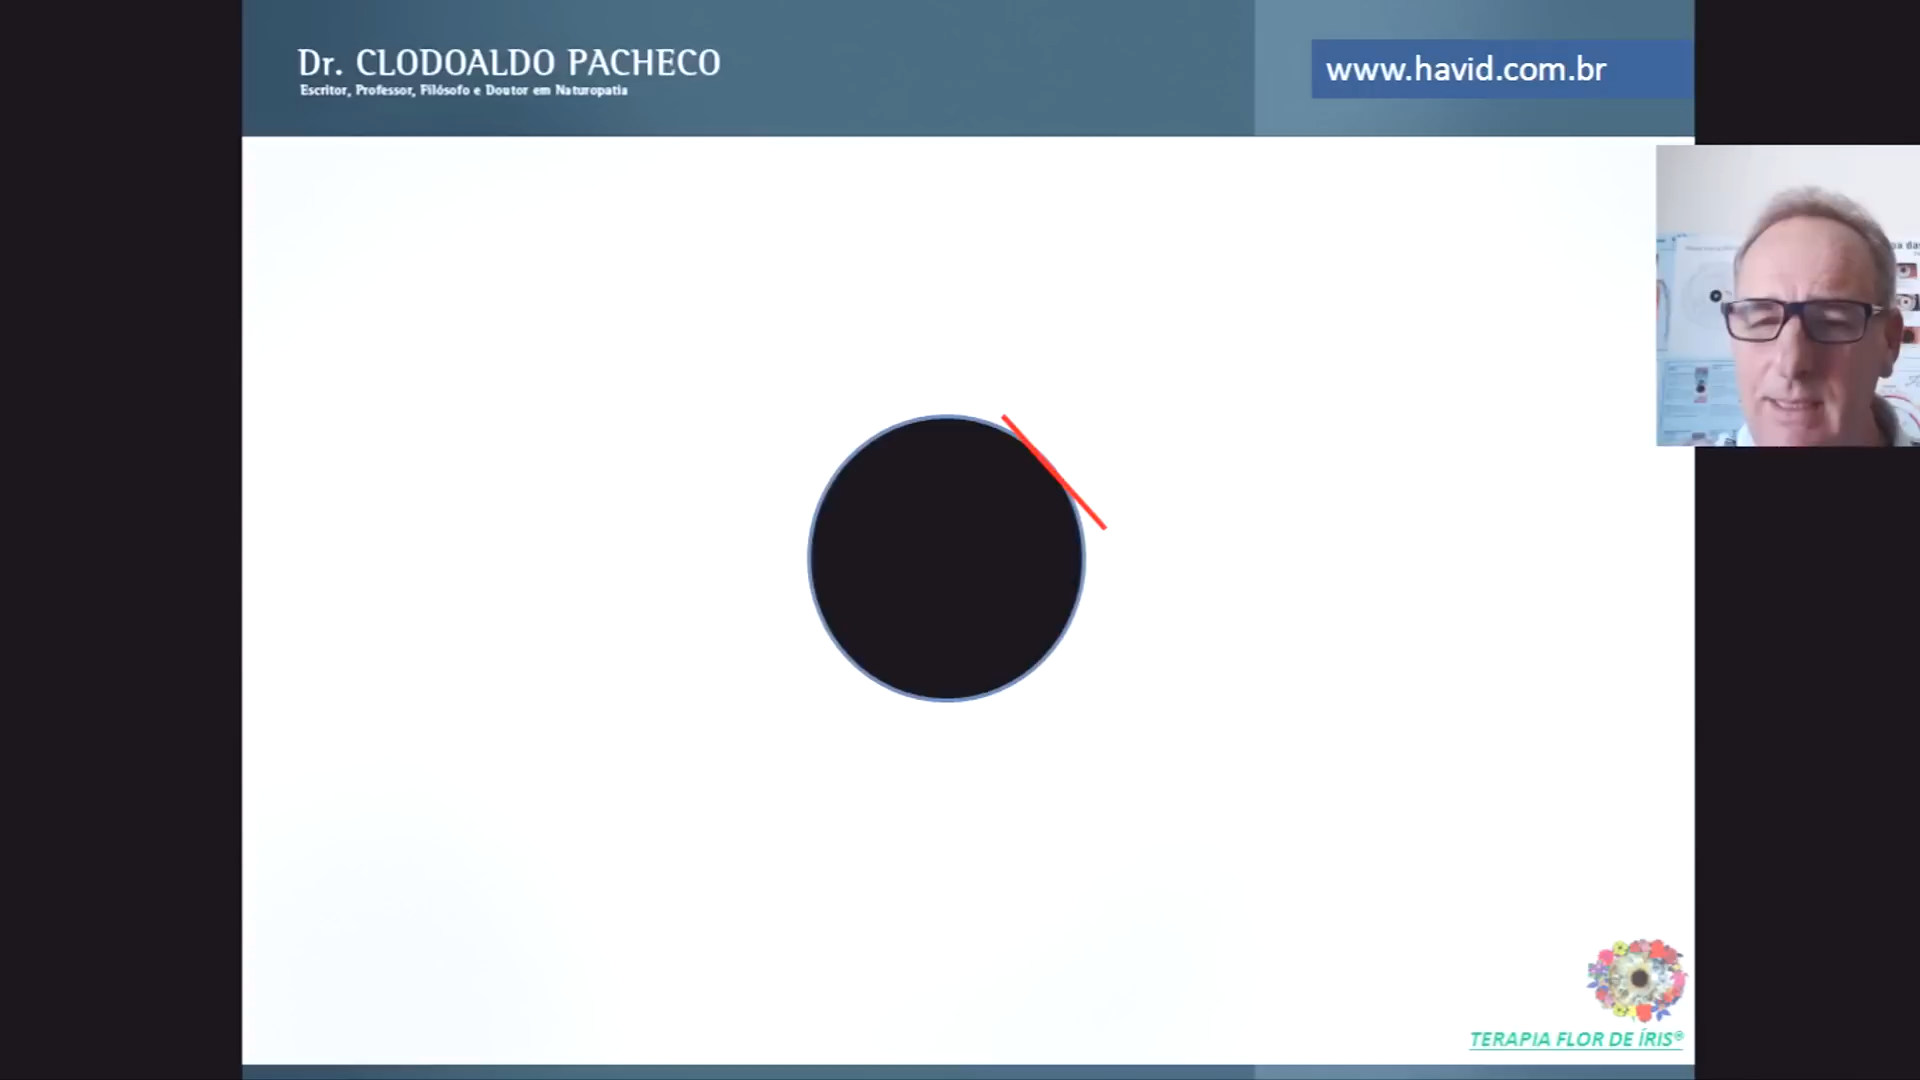 Dr. CLODOALDO PACHECO
Escritor, Professor, Filósofo e Doutor em Naturopatia
www.havid.com.br
TERAPIA FLOR DE ÍRIS®